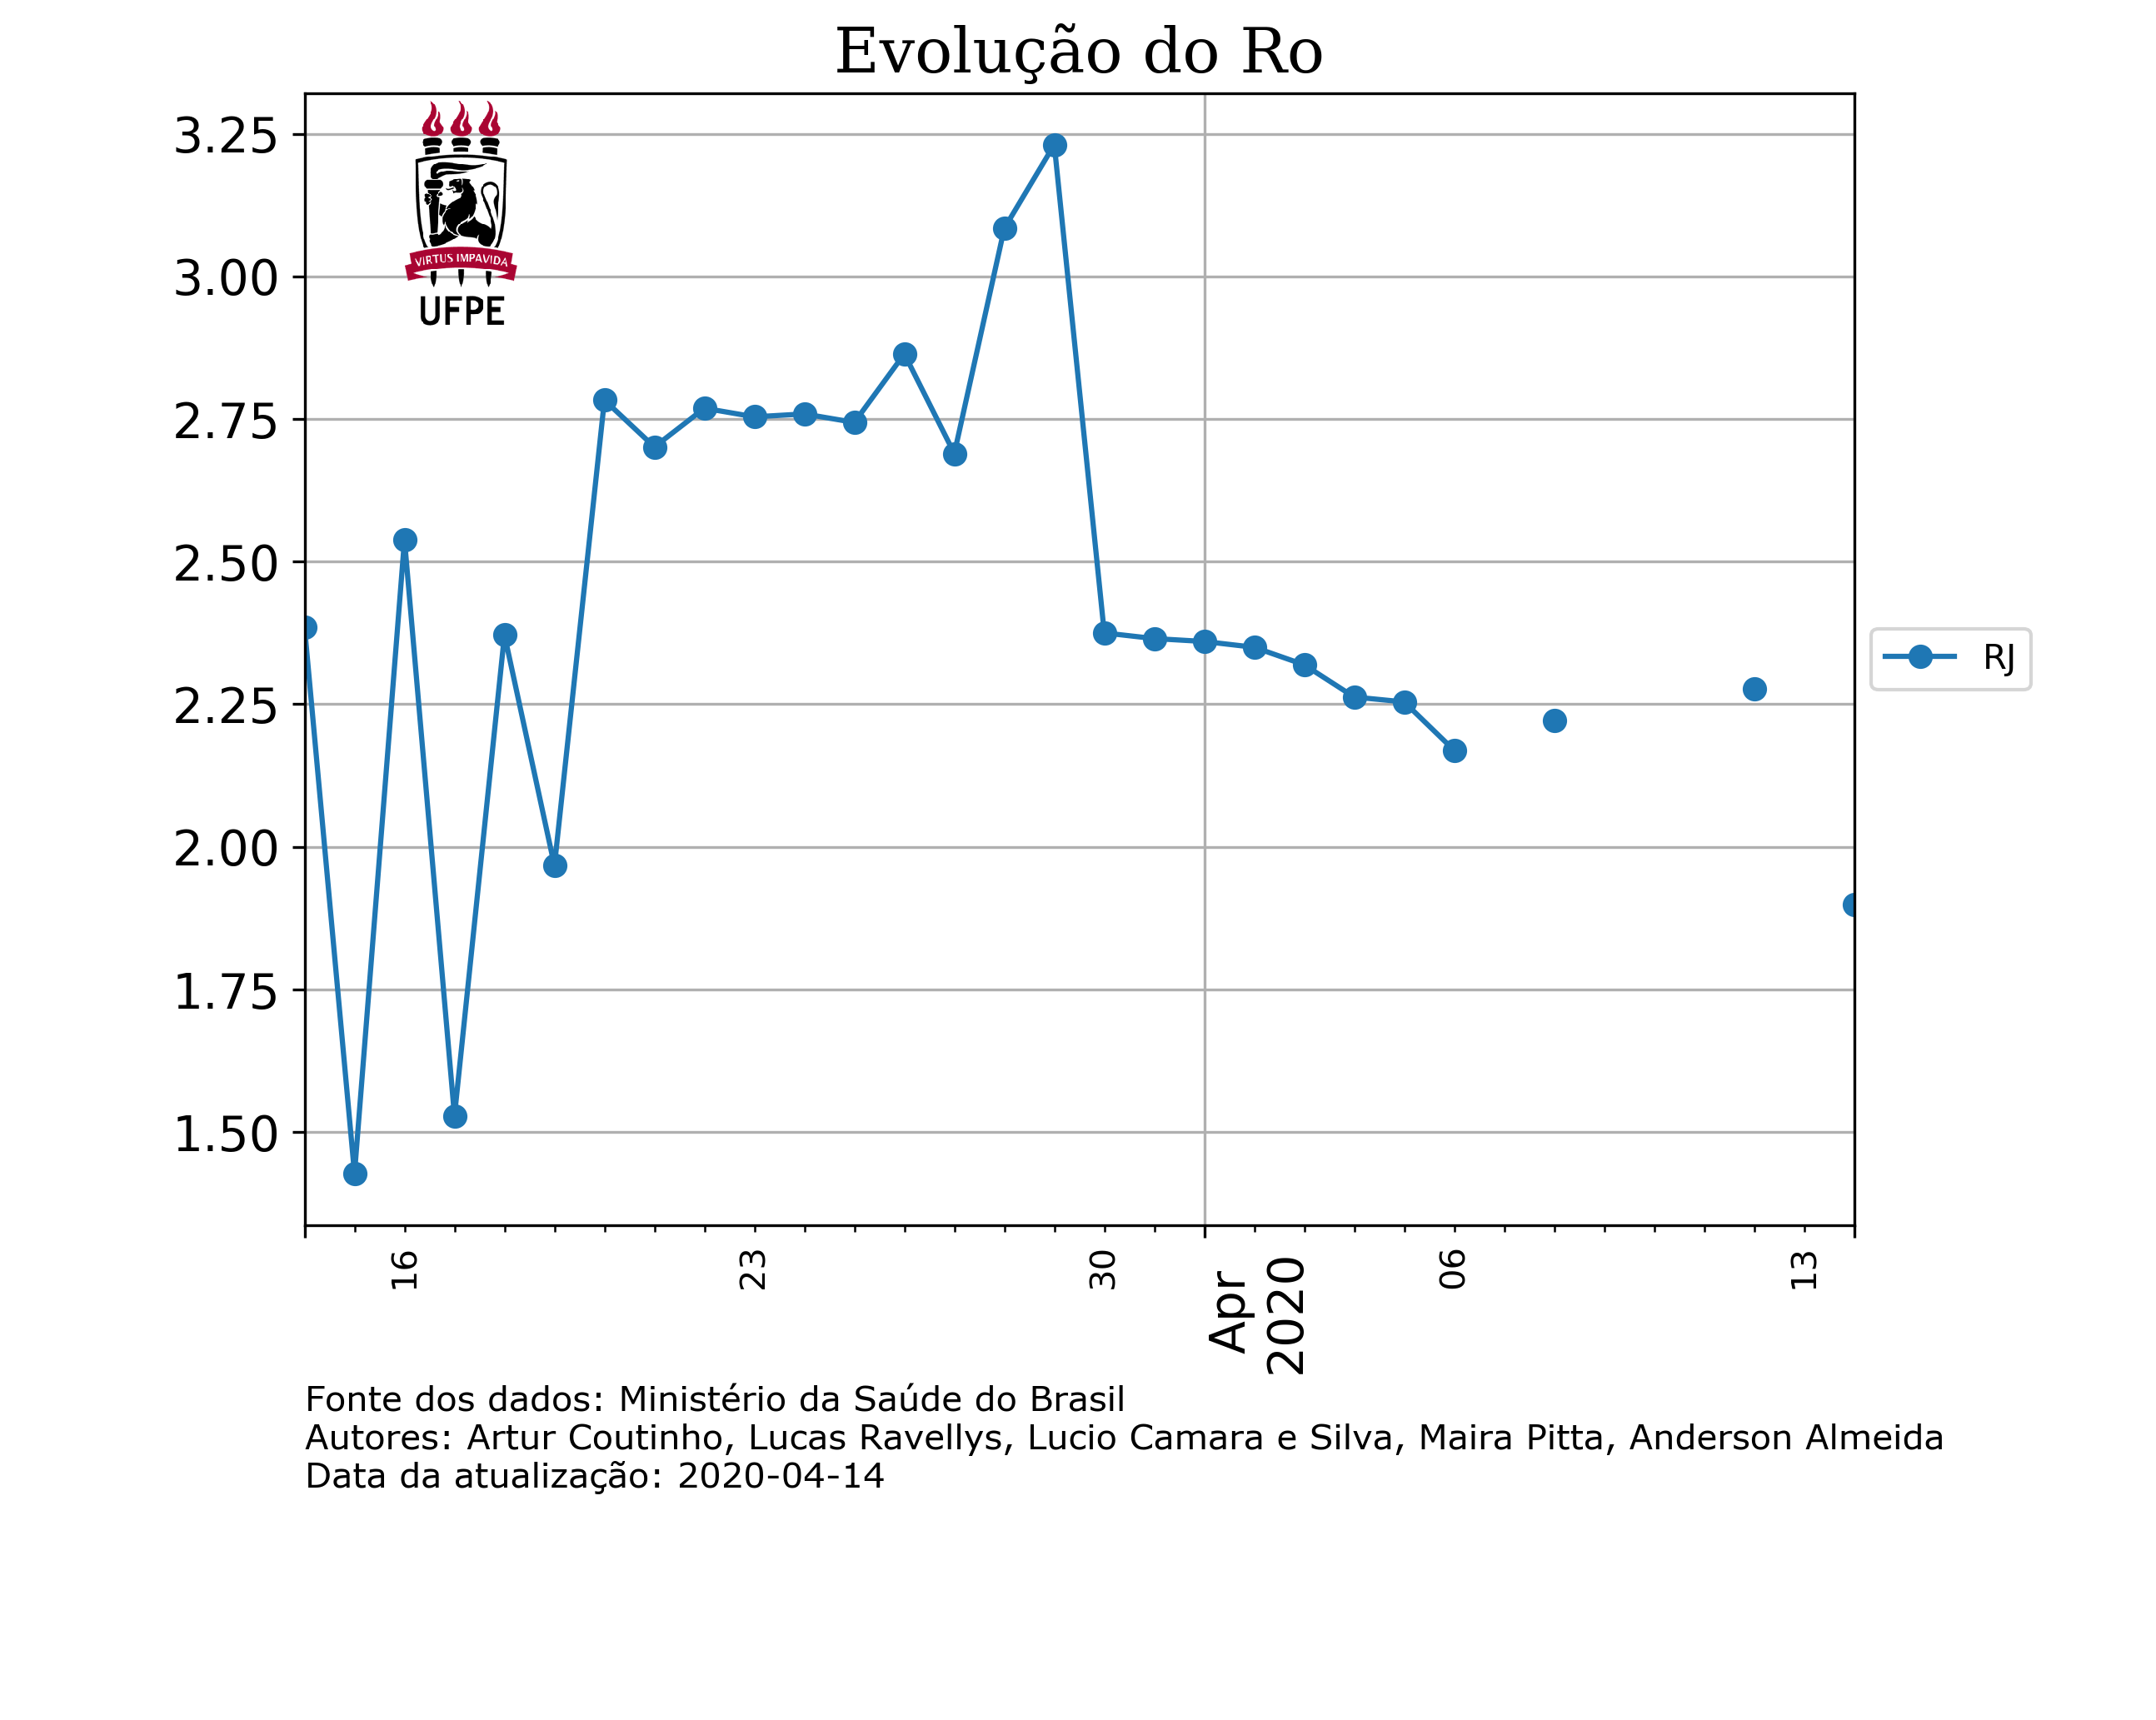 Evolução do Ro
3.25
3.00
2.75
2.50
2.25
2.00
1.75
1.50
VIRTUS IMPAVIDA
UFPE
RJ
16
23
30
Apr
2020
06
13
Fonte dos dados: Ministério da Saúde do Brasil
Autores: Artur Coutinho, Lucas Ravellys, Lucio Camara e Silva, Maira Pitta, Anderson Almeida
Data da atualização: 2020-04-14